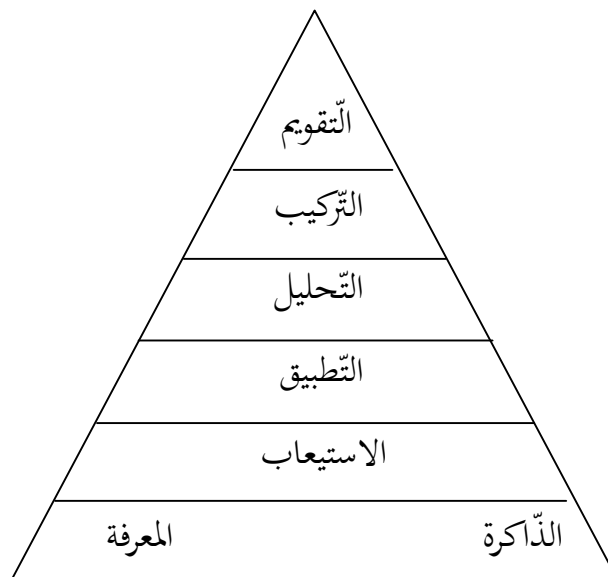 التّقويم
التّركيب
التّحليل
التّطبيق
الاستيعاب
الذّاكرة المعرفة